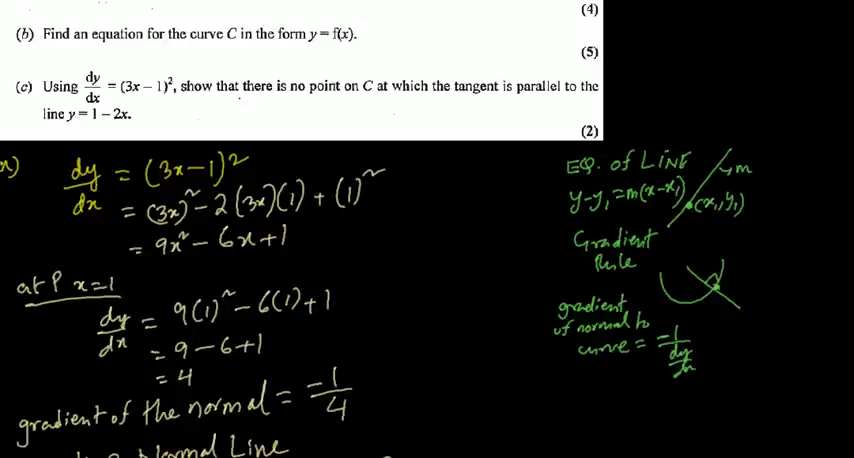 (4)
(b) Find an equation for the curve C in the form y = f(x).
(5)
(c) Using dy/dx = (3x – 1)², show that there is no point on C at which the tangent is parallel to the
line y = 1 – 2x.
(2)
dy/dx = (3x-1)²
= (3x)² - 2(3x)(1) + (1)²
= 9x² - 6x + 1
at P x=1
dy/dx = 9(1)² - 6(1) + 1
= 9 - 6 + 1
= 4
gradient of the normal = -1/4
Normal Line
EQ. of LINE
y-y₁ = m(x-x₁)
m
(x₁, y₁)
Gradient
Rule
gradient
of normal to
curve = -1/(dy/dx)